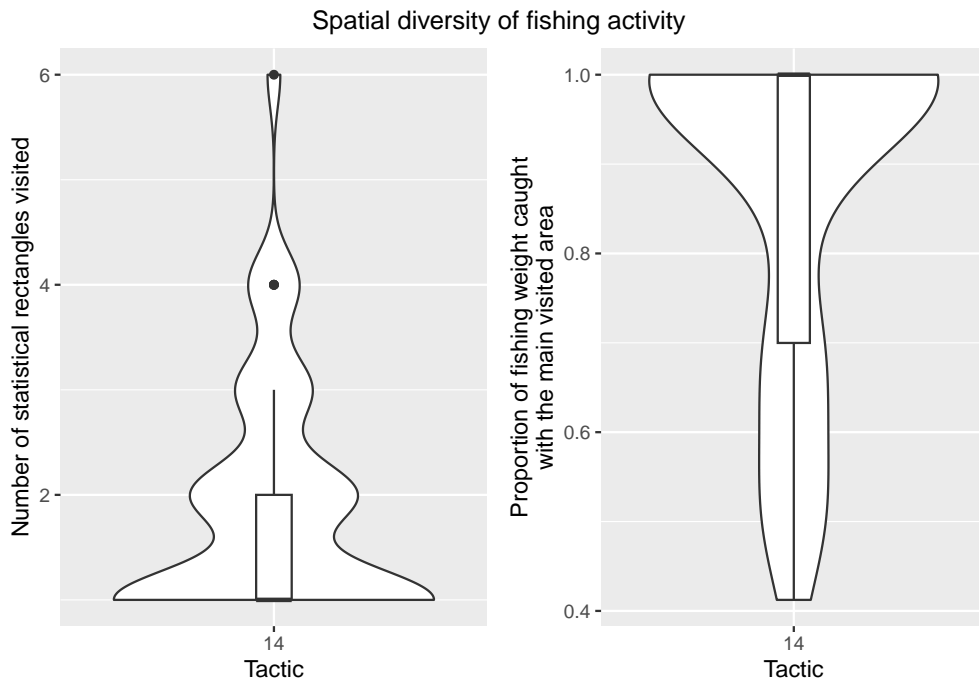 Spatial diversity of fishing activity
Number of statistical rectangles visited
6
4
2
14
Tactic
Proportion of fishing weight caught
with the main visited area
1.0
0.8
0.6
0.4
14
Tactic